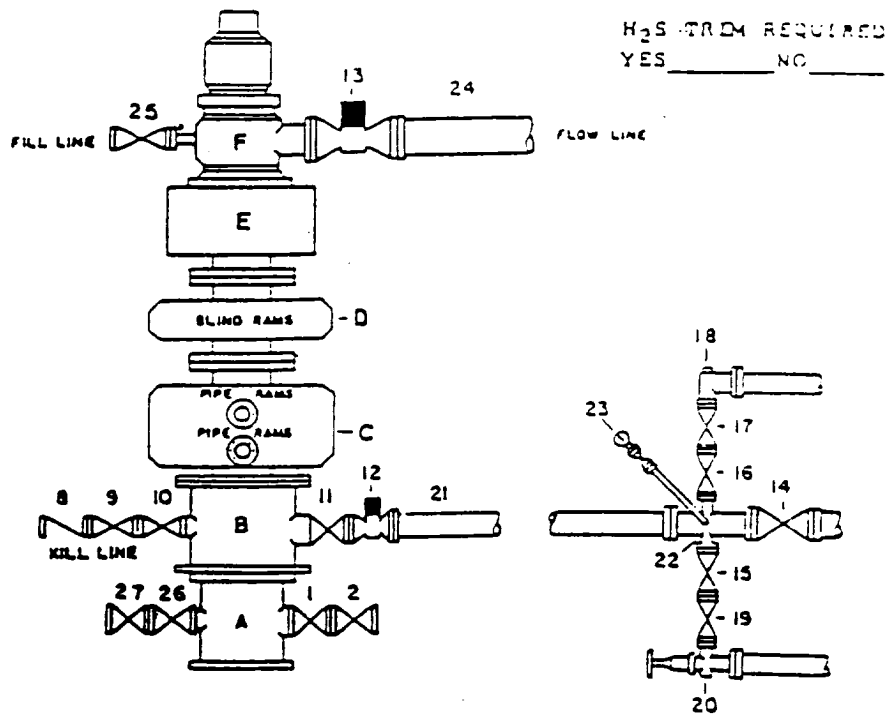 H2S TRIM REQUIRED
YES NO
13
24
25
FILL LINE
F
FLOW LINE
E
BLIND RAMS
D
18
PIPE RAMS
C
PIPE RAMS
23
17
16
14
12
8
9
10
11
21
B
KILL LINE
22
15
27
26
1
2
A
19
20